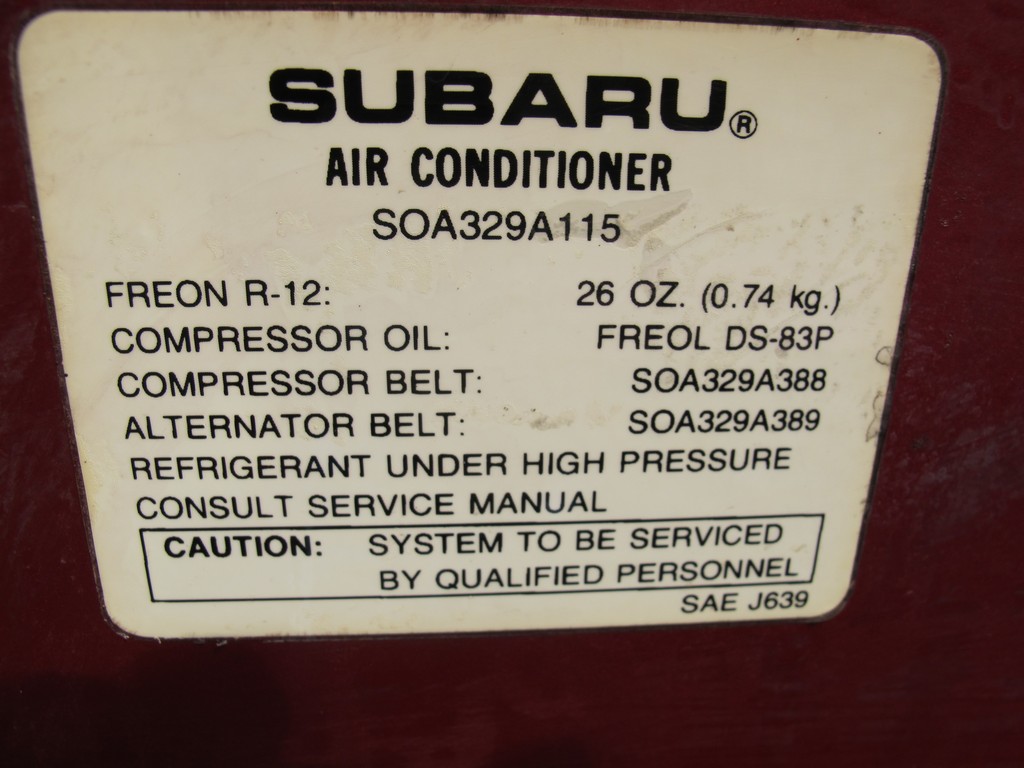 SUBARU®
AIR CONDITIONER
SOA329A115
FREON R-12: 26 OZ. (0.74 kg.)
COMPRESSOR OIL: FREOL DS-83P
COMPRESSOR BELT: SOA329A388
ALTERNATOR BELT: SOA329A389
REFRIGERANT UNDER HIGH PRESSURE
CONSULT SERVICE MANUAL
CAUTION: SYSTEM TO BE SERVICED
BY QUALIFIED PERSONNEL
SAE J639